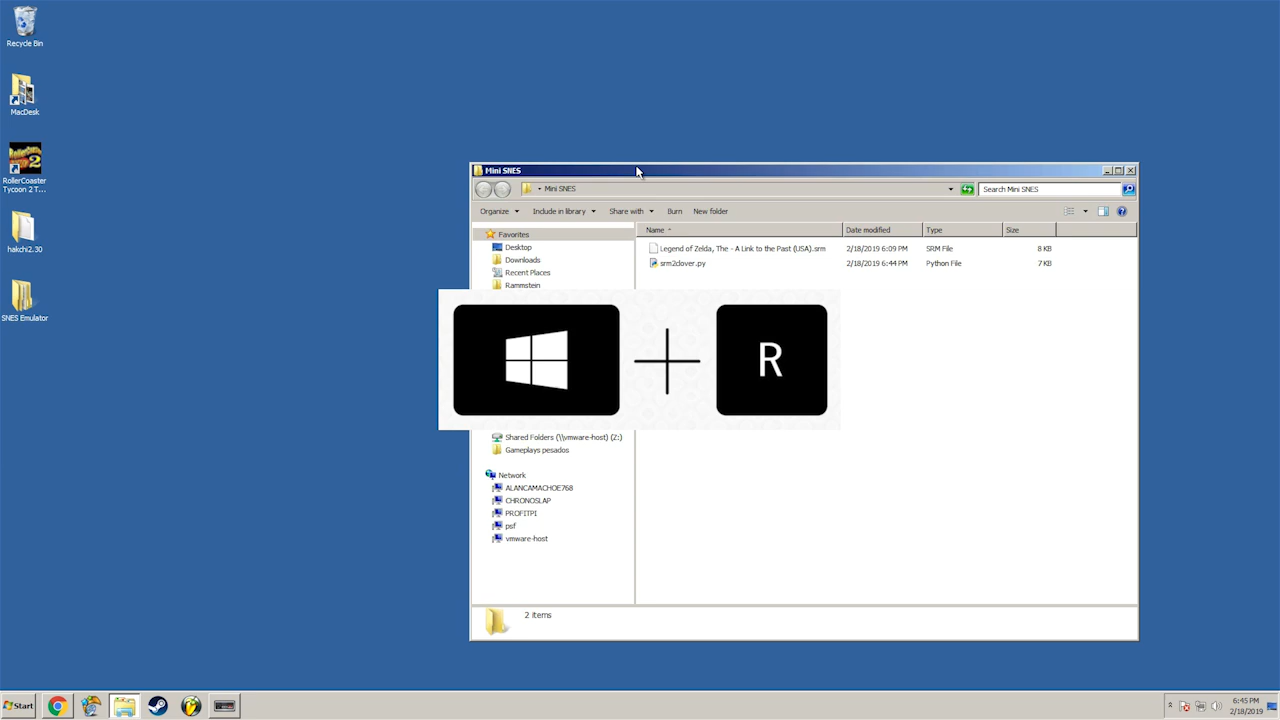 Recycle Bin
MacDesk
RollerCoaster
Tycoon 2 T...
hakchi2.30
SNES Emulator
Mini SNES
Mini SNES
Search Mini SNES
Organize
Include in library
Share with
Burn
New folder
Favorites
Desktop
Downloads
Recent Places
Rammstein
Name
Date modified
Type
Size
Legend of Zelda, The - A Link to the Past (USA).srm
2/18/2019 6:09 PM
SRM File
8 KB
srm2clover.py
2/18/2019 6:44 PM
Python File
7 KB
R
Shared Folders (\\vmware-host) (Z:)
Gameplays pesados
Network
ALANCAMACHOE768
CHRONOSLAP
PROFITPI
psf
vmware-host
2 items
Start
6:45 PM
2/18/2019